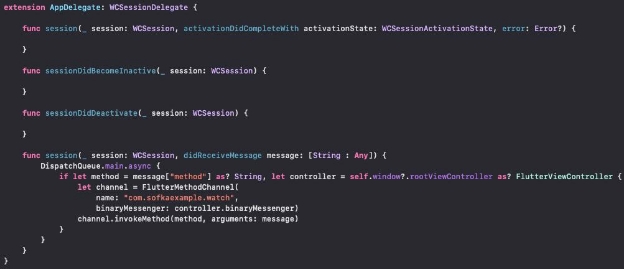 extension AppDelegate: WCSessionDelegate {
func session(_ session: WCSession, activationDidCompleteWith activationState: WCSessionActivationState, error: Error?) {
}
func sessionDidBecomeInactive(_ session: WCSession) {
}
func sessionDidDeactivate(_ session: WCSession) {
}
func session(_ session: WCSession, didReceiveMessage message: [String : Any]) {
DispatchQueue.main.async {
if let method = message["method"] as? String, let controller = self.window?.rootViewController as? FlutterViewController {
let channel = FlutterMethodChannel(
name: "com.sofkaexample.watch",
binaryMessenger: controller.binaryMessenger)
channel.invokeMethod(method, arguments: message)
}
}
}
}